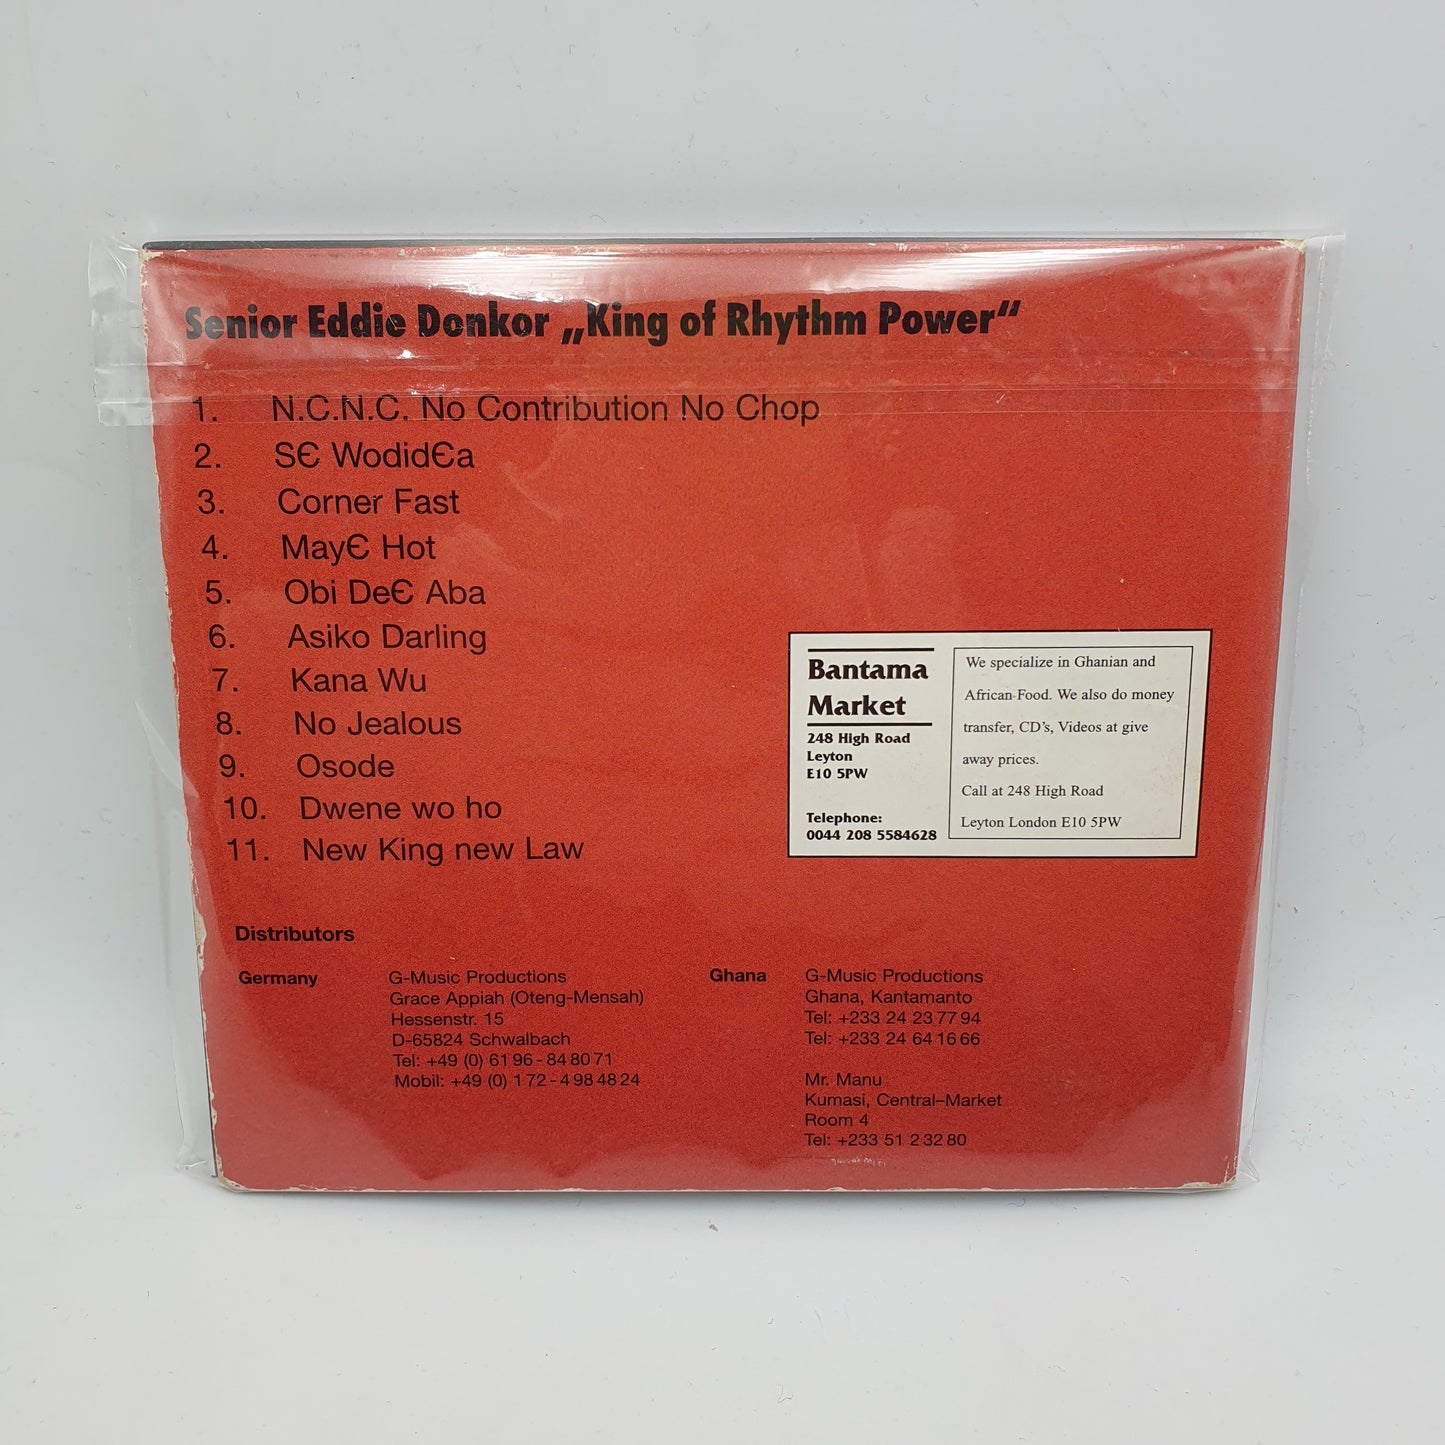 Senior Eddie Donkor „King of Rhythm Power“
1. N.C.N.C. No Contribution No Chop
2. SЄ WodidЄa
3. Corner Fast
4. MayЄ Hot
5. Obi DeЄ Aba
6. Asiko Darling
7. Kana Wu
8. No Jealous
9. Osode
10. Dwene wo ho
11. New King new Law
Bantama
Market
248 High Road
Leyton
E10 5PW
Telephone:
0044 208 5584628
We specialize in Ghanian and
African Food. We also do money
transfer, CD's, Videos at give
away prices.
Call at 248 High Road
Leyton London E10 5PW
Distributors
Germany
G-Music Productions
Grace Appiah (Oteng-Mensah)
Hessenstr. 15
D-65824 Schwalbach
Tel: +49 (0) 61 96 - 84 80 71
Mobil: +49 (0) 1 72 - 4 98 48 24
Ghana
G-Music Productions
Ghana, Kantamanto
Tel: +233 24 23 77 94
Tel: +233 24 64 16 66
Mr. Manu
Kumasi, Central–Market
Room 4
Tel: +233 51 2 32 80